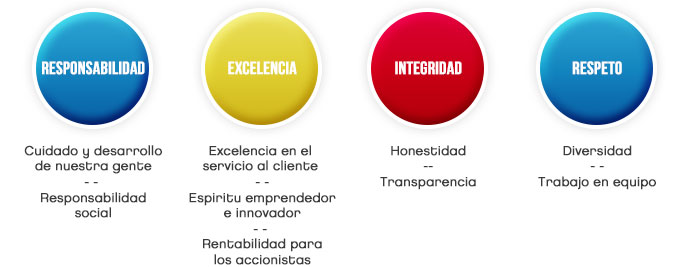 RESPONSABILIDAD
Cuidado y desarrollo
de nuestra gente
- -
Responsabilidad
social
EXCELENCIA
Excelencia en el
servicio al cliente
- -
Espiritu emprendedor
e innovador
- -
Rentabilidad para
los accionistas
INTEGRIDAD
Honestidad
--
Transparencia
RESPETO
Diversidad
- -
Trabajo en equipo